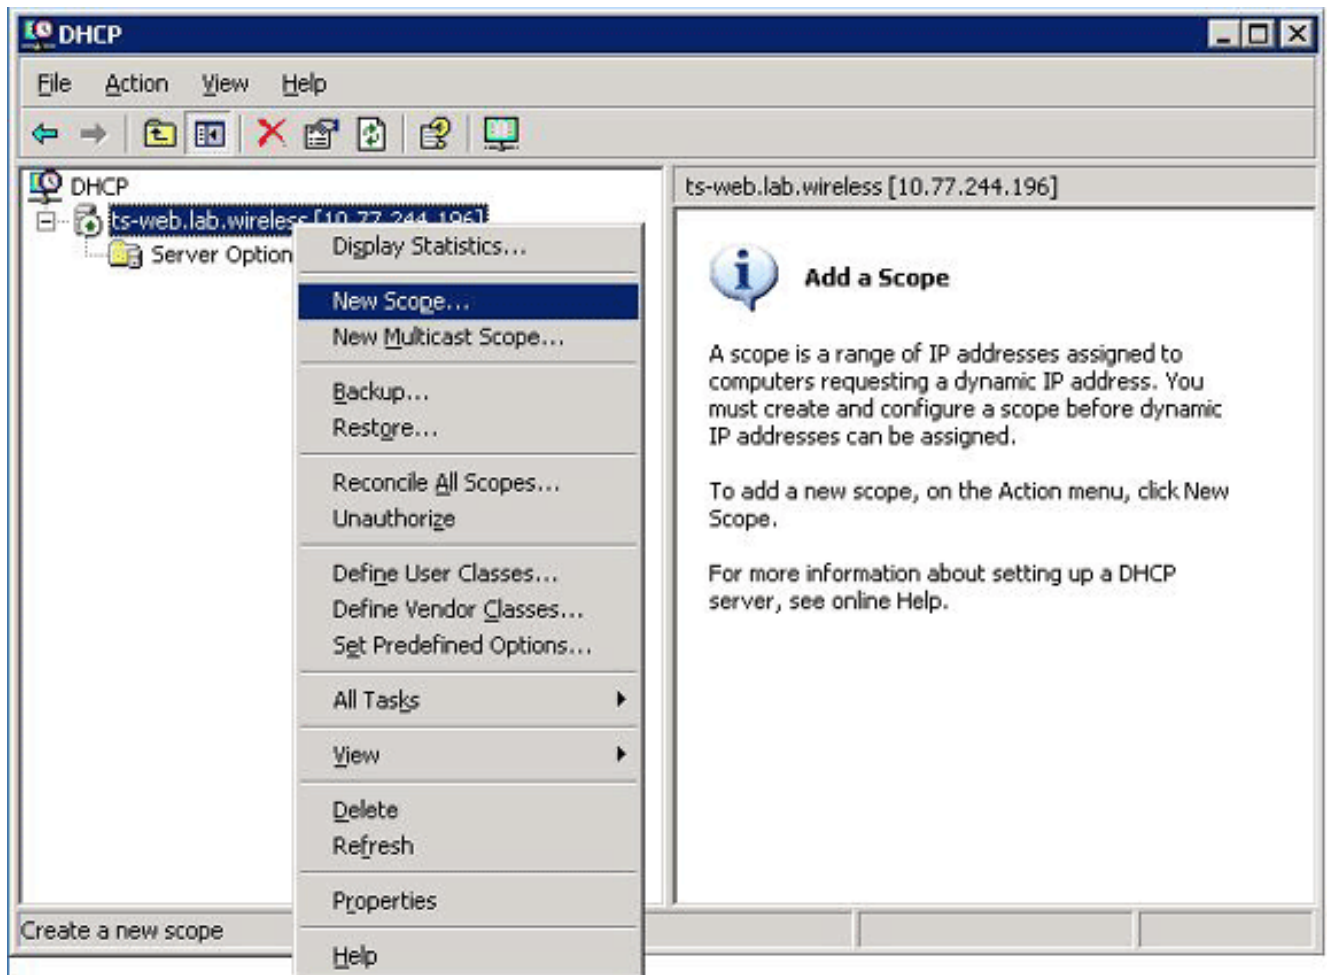 DHCP
File Action View Help
DHCP
ts-web.lab.wireless [10.77.244.196]
Server Option
Display Statistics...
New Scope...
New Multicast Scope...
Backup...
Restore...
Reconcile All Scopes...
Unauthorize
Define User Classes...
Define Vendor Classes...
Set Predefined Options...
All Tasks
View
Delete
Refresh
Properties
Help
ts-web.lab.wireless [10.77.244.196]
Add a Scope
A scope is a range of IP addresses assigned to
computers requesting a dynamic IP address. You
must create and configure a scope before dynamic
IP addresses can be assigned.
To add a new scope, on the Action menu, click New
Scope.
For more information about setting up a DHCP
server, see online Help.
Create a new scope